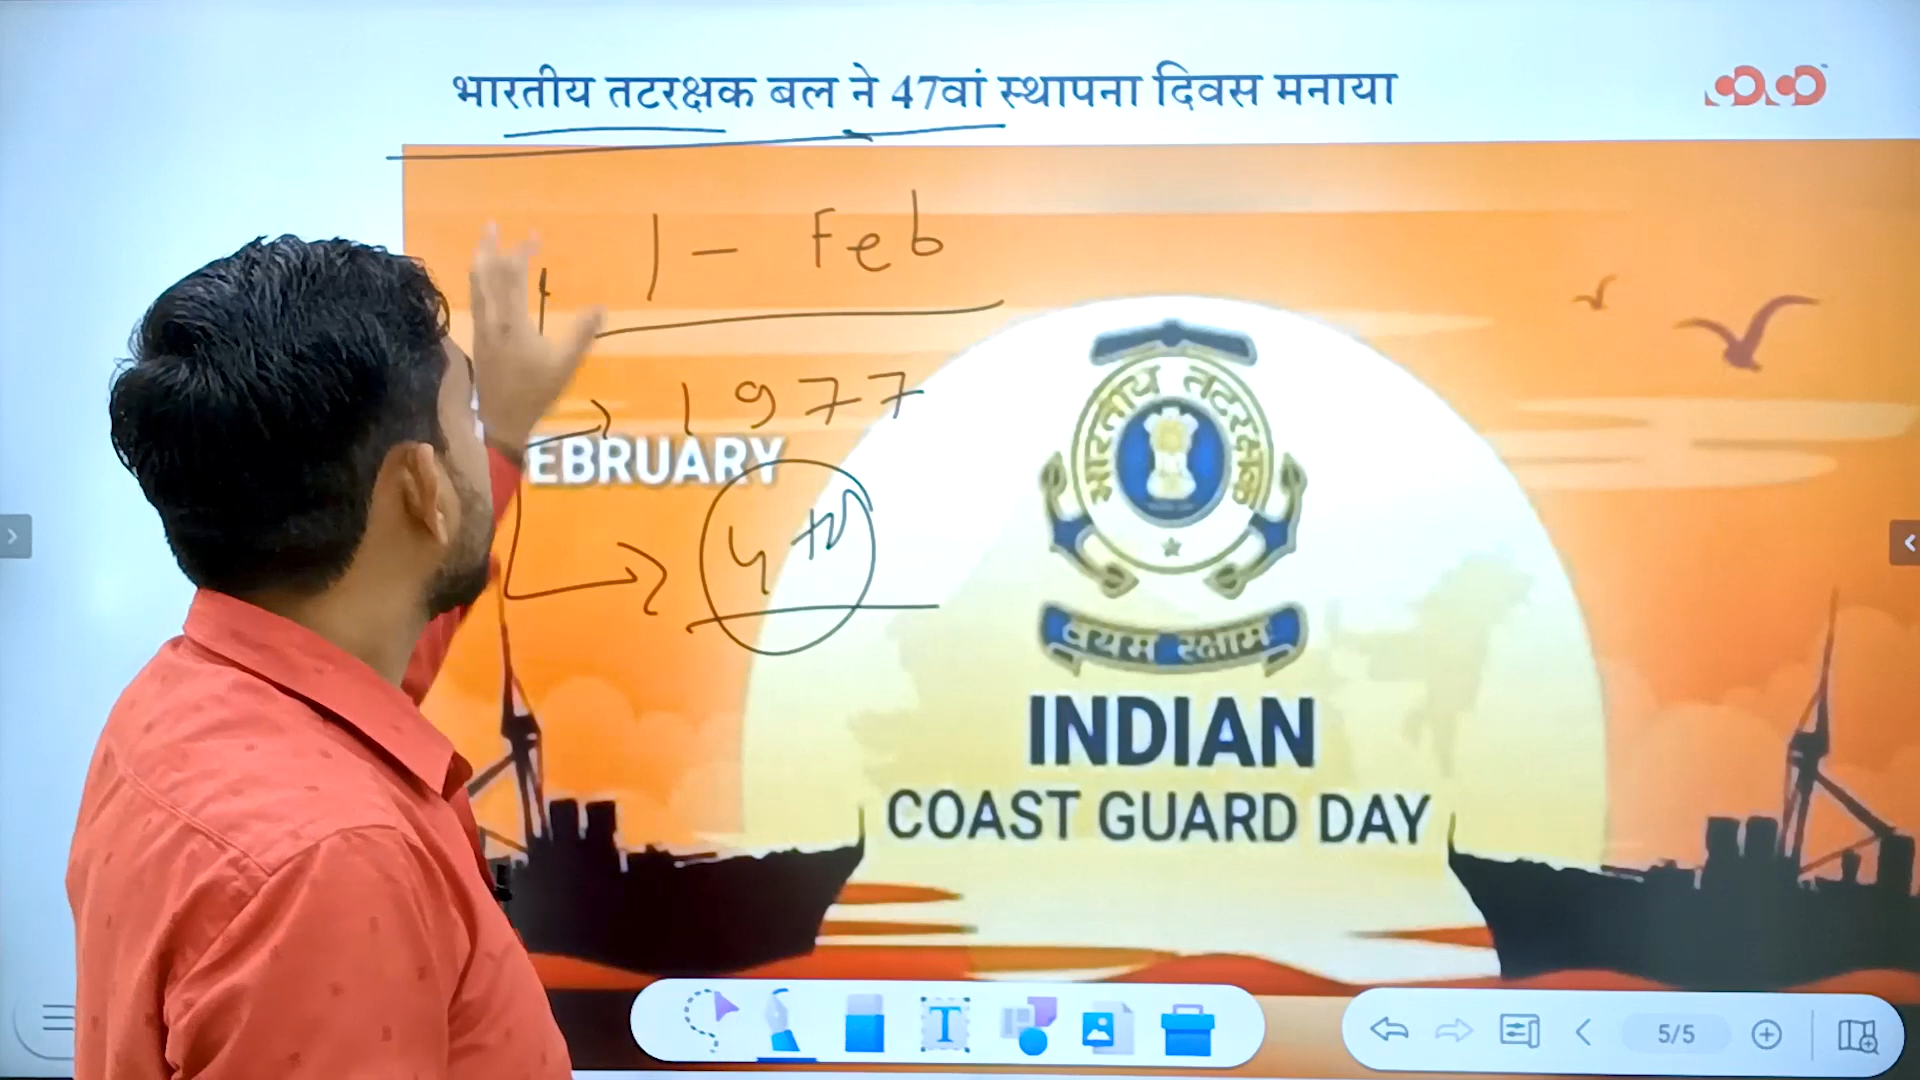 भारतीय तटरक्षक बल ने 47वां स्थापना दिवस मनाया
1 - Feb
1977
EBRUARY
4th
भारतीय तटरक्षक
वयम रक्षाम
INDIAN
COAST GUARD DAY
T
5/5